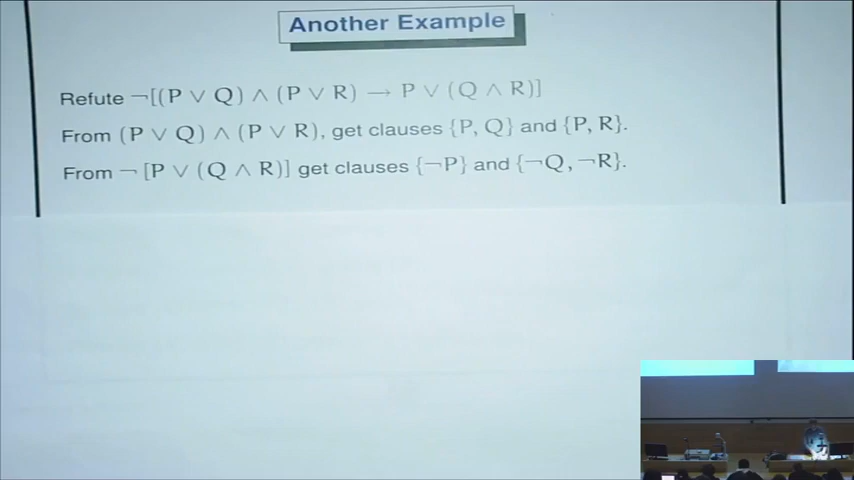 Another Example
Refute ¬[(P ∨ Q) ∧ (P ∨ R) → P ∨ (Q ∧ R)]
From (P ∨ Q) ∧ (P ∨ R), get clauses {P, Q} and {P, R}.
From ¬ [P ∨ (Q ∧ R)] get clauses {¬P} and {¬Q, ¬R}.